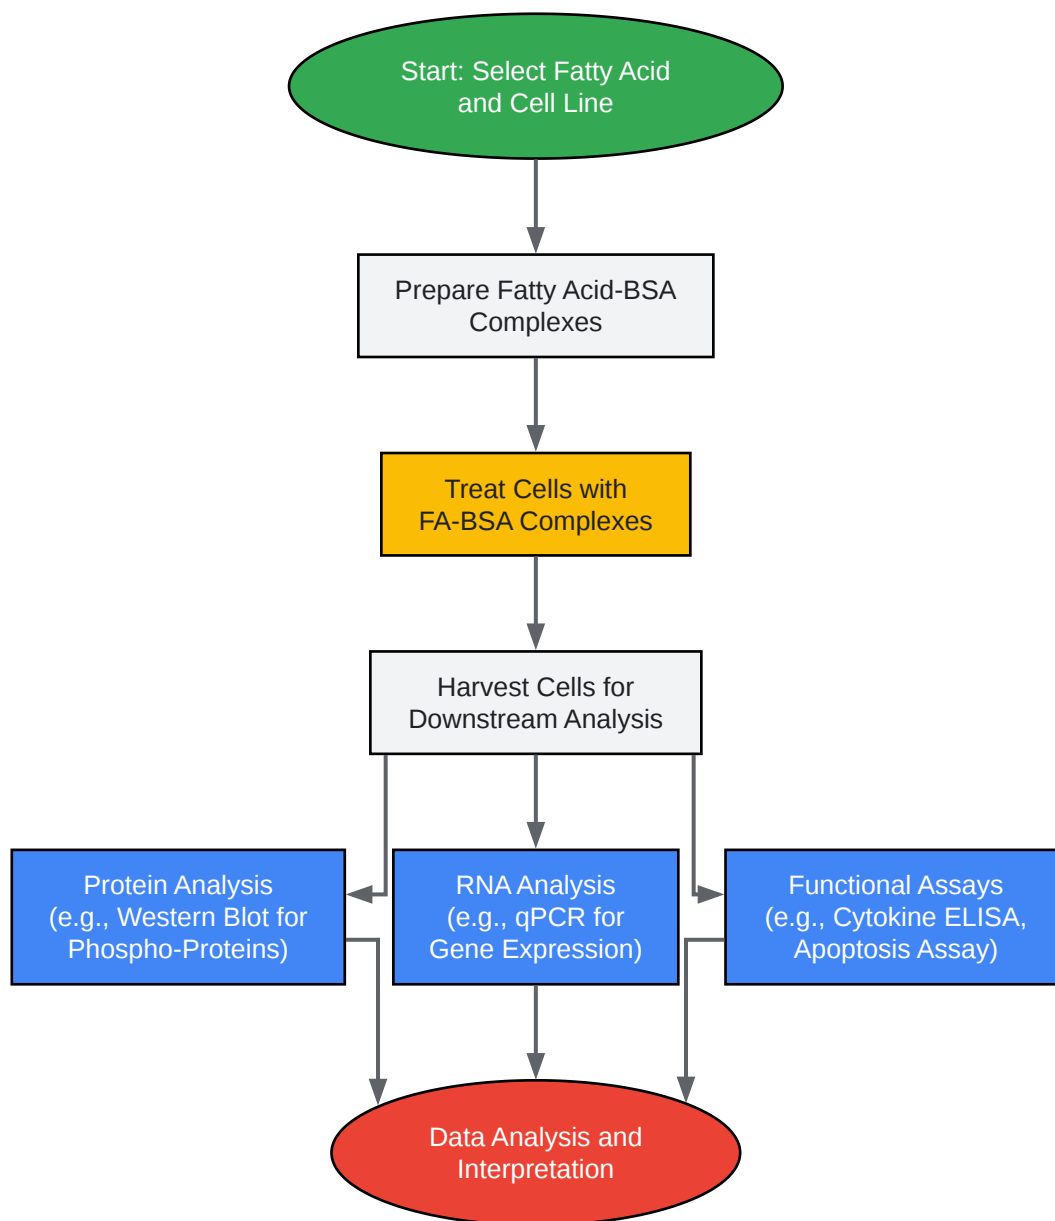 Start: Select Fatty Acid
and Cell Line
Prepare Fatty Acid-BSA
Complexes
Treat Cells with
FA-BSA Complexes
Harvest Cells for
Downstream Analysis
Protein Analysis
(e.g., Western Blot for
Phospho-Proteins)
RNA Analysis
(e.g., qPCR for
Gene Expression)
Functional Assays
(e.g., Cytokine ELISA,
Apoptosis Assay)
Data Analysis and
Interpretation